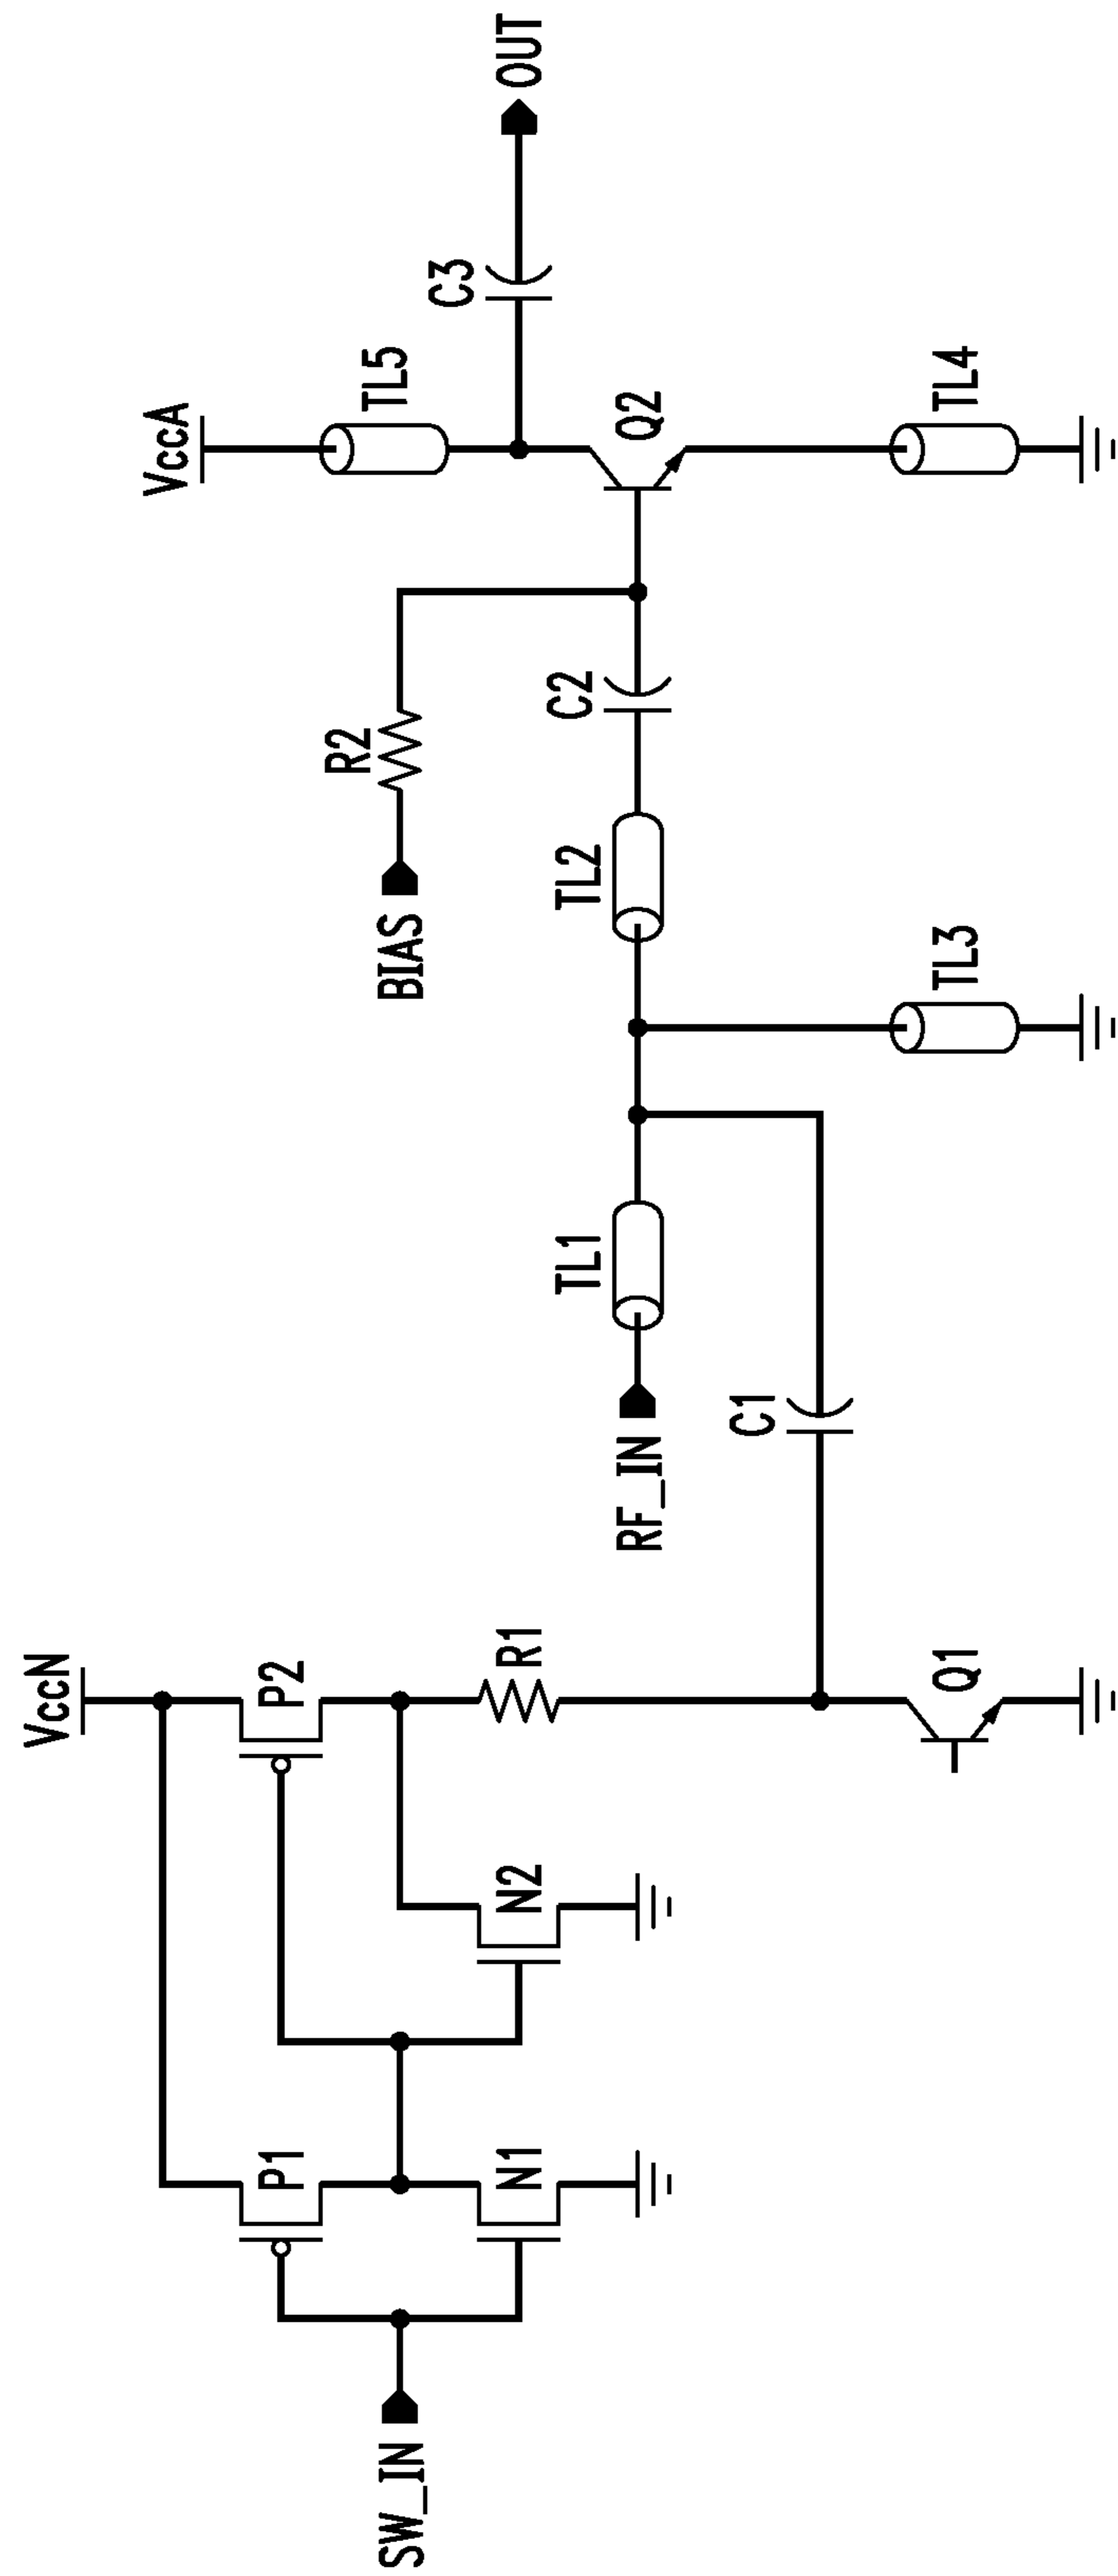 VccN
VccA
P1
P2
SW_IN
N1
N2
R1
BIAS
R2
TL5
C3
OUT
RF_IN
TL1
TL2
C2
Q2
C1
Q1
TL3
TL4